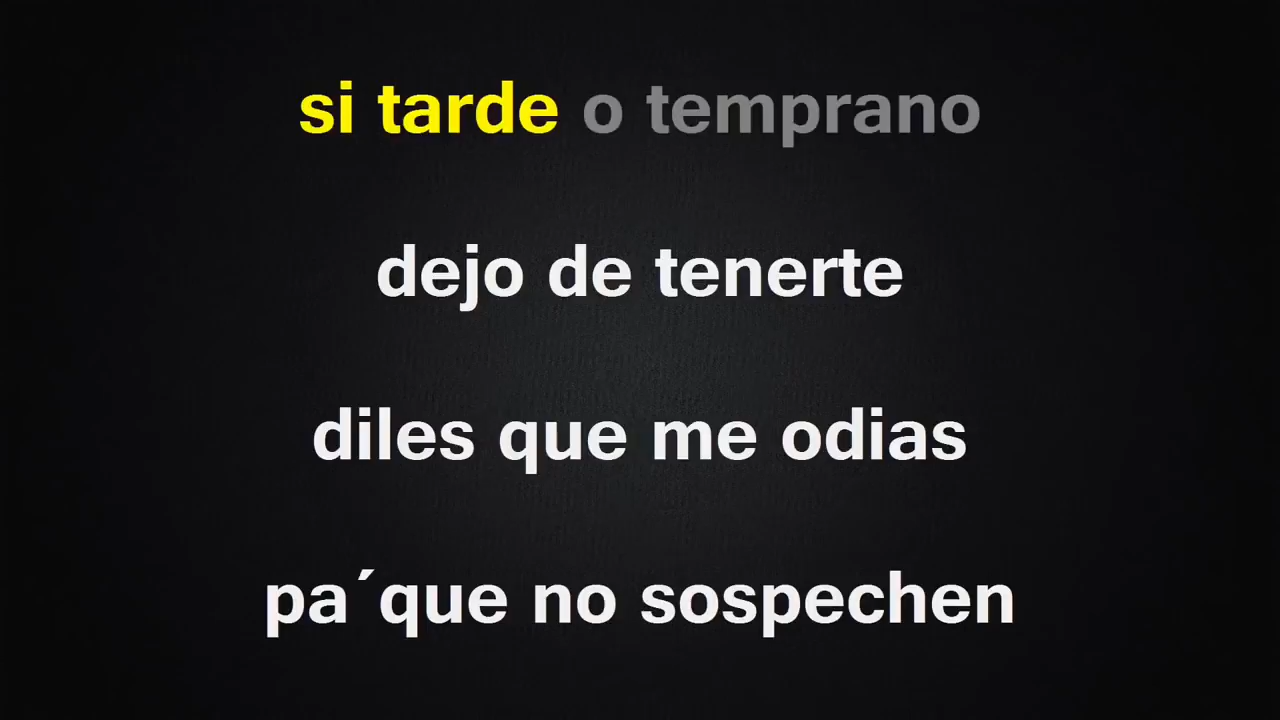 si tarde o temprano
dejo de tenerte
diles que me odias
pa´que no sospechen